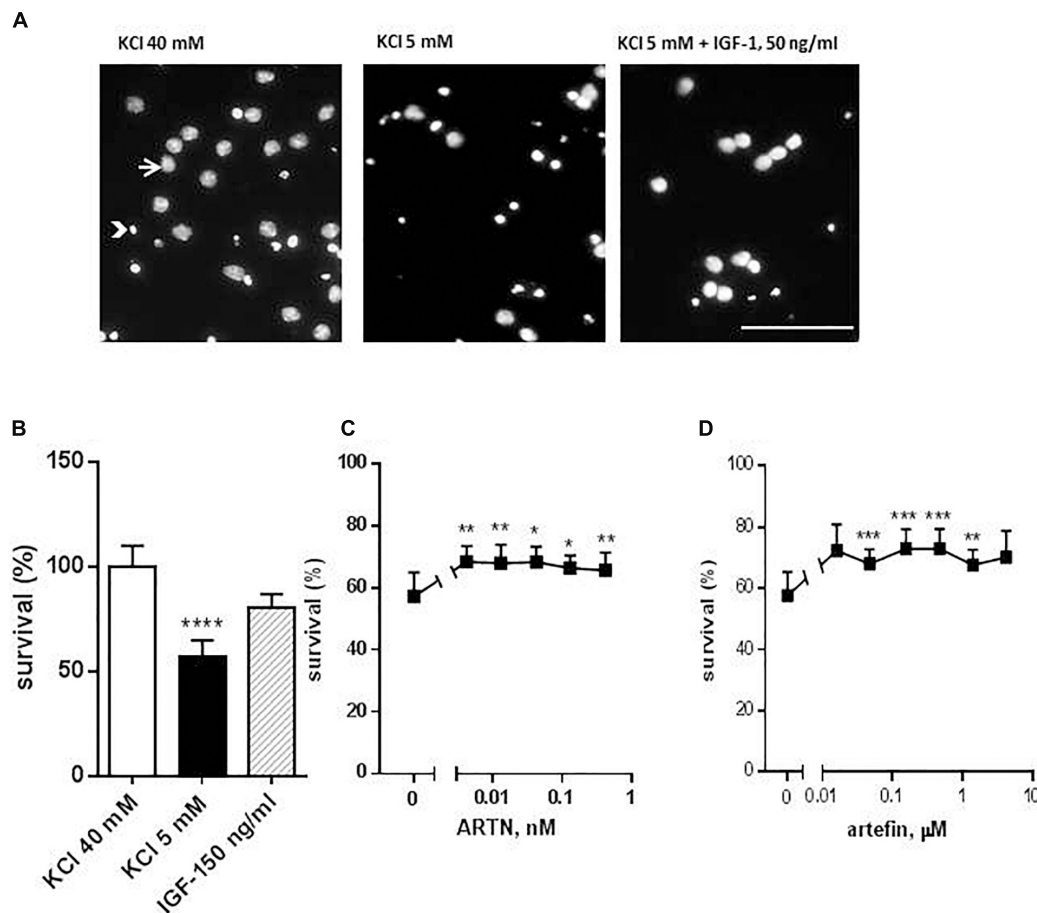 A
KCl 40 mM
KCl 5 mM
KCl 5 mM + IGF-1, 50 ng/ml
B
survival (%)
150
100
50
0
****
KCl 40 mM
KCl 5 mM
IGF-150 ng/ml
C
survival (%)
100
80
60
40
20
0
** ** * * **
0 0.01 0.1 1
ARTN, nM
D
survival (%)
100
80
60
40
20
0
*** *** *** **
0 0.01 0.1 1 10
artefin, µM